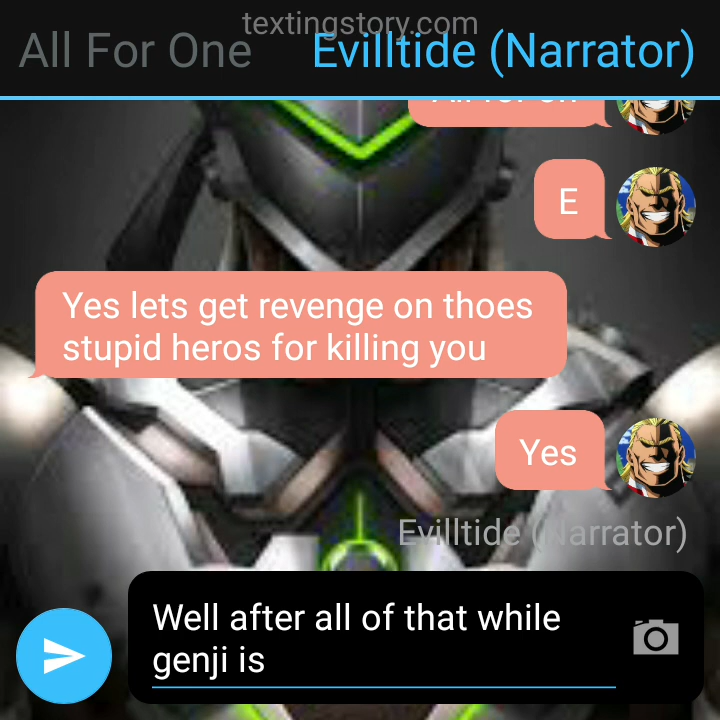 textingstory.com
All For One Evilltide (Narrator)
E
Yes lets get revenge on thoes
stupid heros for killing you
Yes
Evilltide (Narrator)
Well after all of that while
genji is